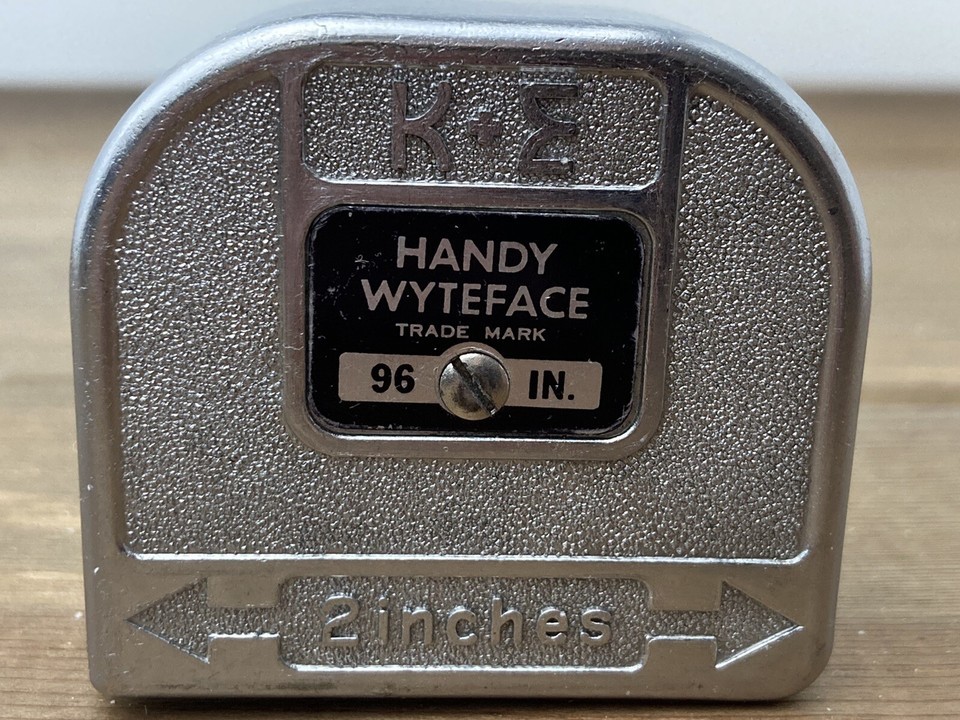 K+E
HANDY
WYTEFACE
TRADE MARK
96 IN.
2 inches